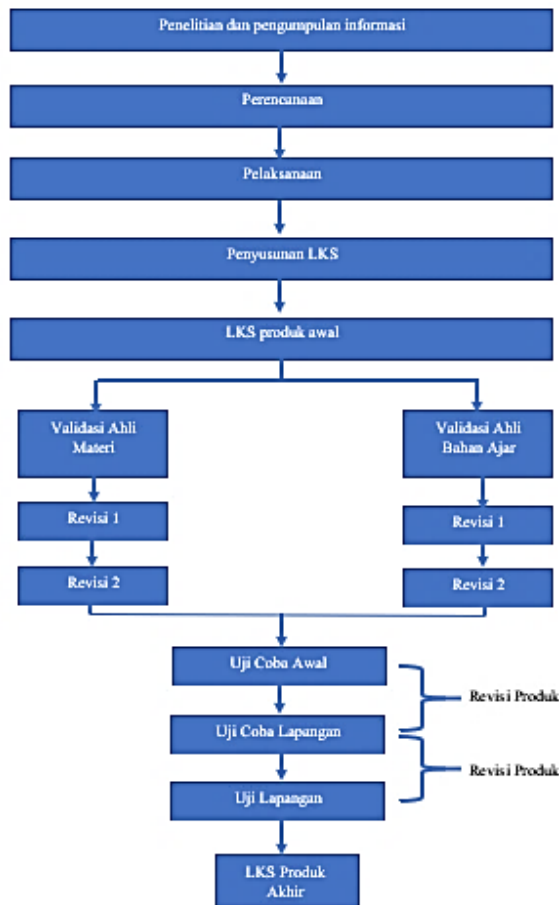 Penelitian dan pengumpulan informasi
Perencanaan
Pelaksanaan
Penyusunan LKS
LKS produk awal
Validasi Ahli
Materi
Validasi Ahli
Bahan Ajar
Revisi 1
Revisi 1
Revisi 2
Revisi 2
Uji Coba Awal
Revisi Produk
Uji Coba Lapangan
Revisi Produk
Uji Lapangan
LKS Produk
Akhir